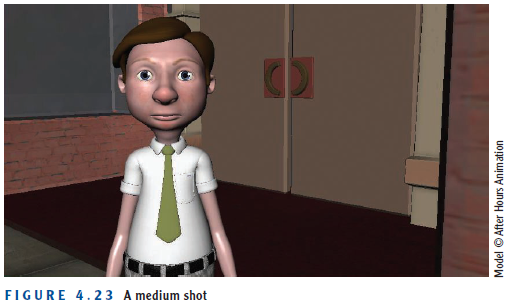 Model © After Hours Animation
FIGURE 4.23 A medium shot